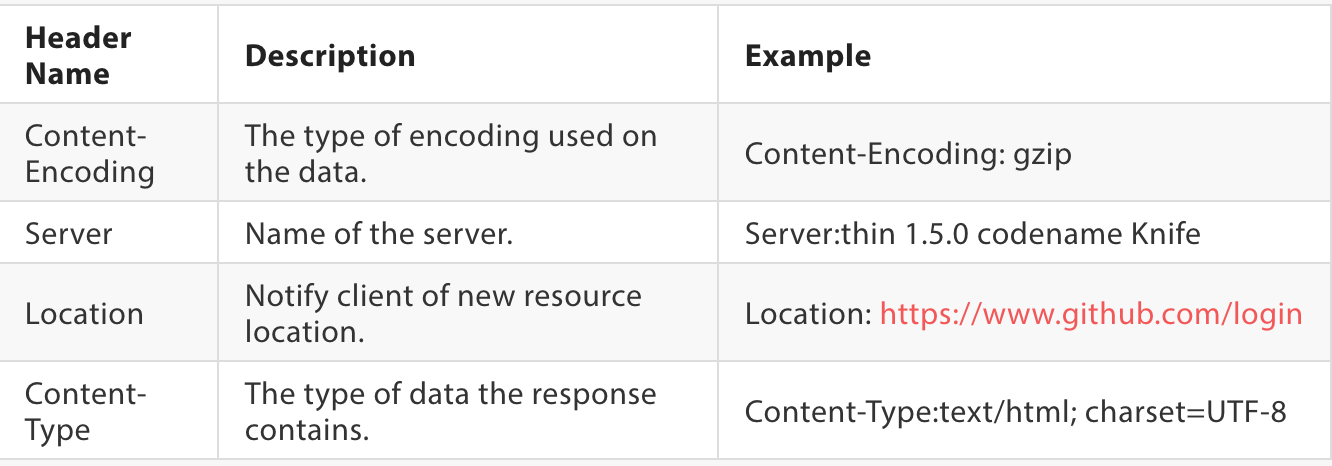 Header
Name
Description
Example
Content-
Encoding
The type of encoding used on
the data.
Content-Encoding: gzip
Server
Name of the server.
Server:thin 1.5.0 codename Knife
Location
Notify client of new resource
location.
Location: https://www.github.com/login
Content-
Type
The type of data the response
contains.
Content-Type:text/html; charset=UTF-8